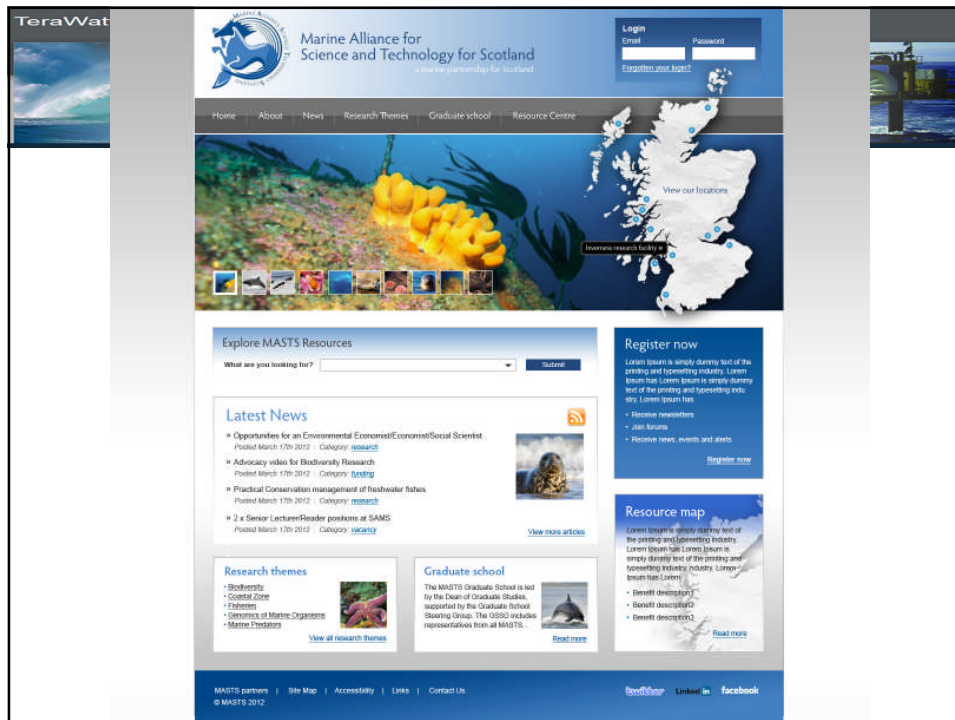 TeraWat
MARINE ALLIANCE SCIENCE TECHNOLOGY SCOTLAND
Marine Alliance for
Science and Technology for Scotland
a marine partnership for Scotland
Login
Email Password
Forgotten your login?
Home About News Research Themes Graduate school Resource Centre
View our locations
Inverness research facility »
Explore MASTS Resources
What are you looking for? Submit
Latest News
» Opportunities for an Environmental Economist/Economist/Social Scientist
Posted March 17th 2012 | Category: research
» Advocacy video for Biodiversity Research
Posted March 17th 2012 | Category: funding
» Practical Conservation management of freshwater fishes
Posted March 17th 2012 | Category: research
» 2 x Senior Lecturer/Reader positions at SAMS
Posted March 17th 2012 | Category: vacancy
View more articles
Research themes
• Biodiversity
• Coastal Zone
• Fisheries
• Genomics of Marine Organisms
• Marine Predators
View all research themes
Graduate school
The MASTS Graduate School is led
by the Dean of Graduate Studies,
supported by the Graduate School
Steering Group. The GSSG includes
representatives from all MASTS...
Read more
Register now
Lorem Ipsum is simply dummy text of the
printing and typesetting industry. Lorem
Ipsum has Lorem Ipsum is simply dummy
text of the printing and typesetting indu
stry. Lorem Ipsum has
• Receive newsletters
• Join forums
• Receive news, events and alerts
Register now
Resource map
Lorem Ipsum is simply dummy text of
the printing and typesetting industry.
Lorem Ipsum has Lorem Ipsum is
simply dummy text of the printing and
typesetting industry. industry. Lorem
Ipsum has Lorem
• Benefit description1
• Benefit description2
• Benefit description3
Read more
MASTS partners | Site Map | Accessibility | Links | Contact Us
© MASTS 2012
twitter Linked in facebook